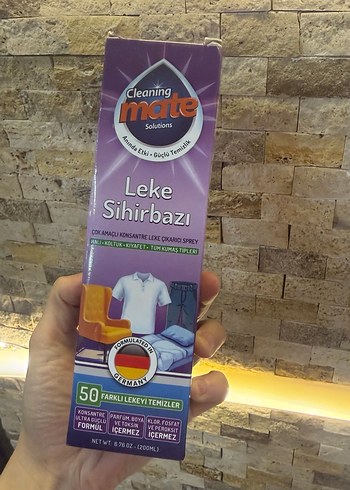 Cleaning
mate
Solutions
Anında Etki • Güçlü Temizlik
Leke
Sihirbazı
ÇOK AMAÇLI KONSANTRE LEKE ÇIKARICI SPREY
HALI • KOLTUK • KIYAFET • TÜM KUMAŞ TİPLERİ
FORMULATED IN
GERMANY
50 FARKLI LEKEYİ TEMİZLER
KONSANTRE
ULTRA GÜÇLÜ
FORMÜL
PARFÜM, BOYA
VE TOKSİN
İÇERMEZ
KLOR, FOSFAT
VE PEROKSİT
İÇERMEZ
NET WT. 6.76 OZ - (200ML)